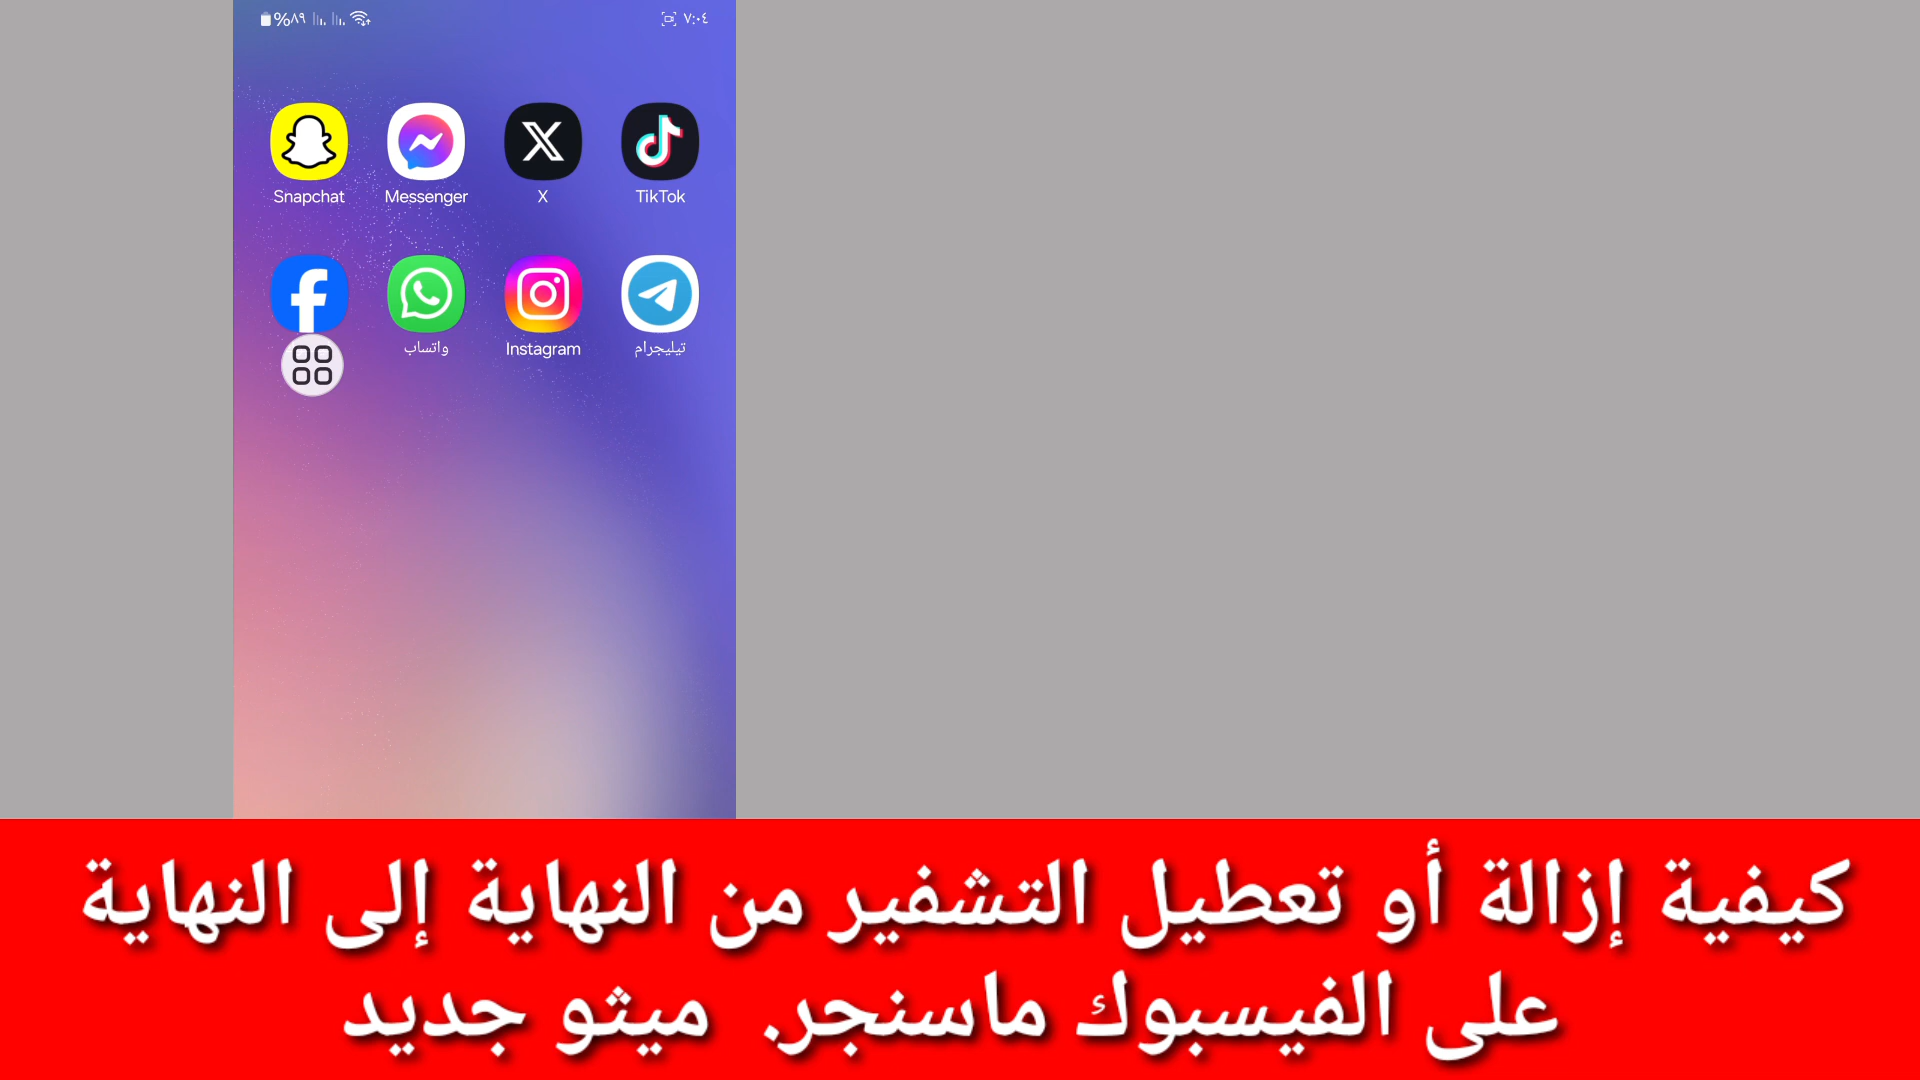 %٨٩ ٧:٠٤
Snapchat Messenger X TikTok
واتساب Instagram تيليجرام
كيفية إزالة أو تعطيل التشفير من النهاية إلى النهاية
على الفيسبوك ماسنجر. ميثو جديد